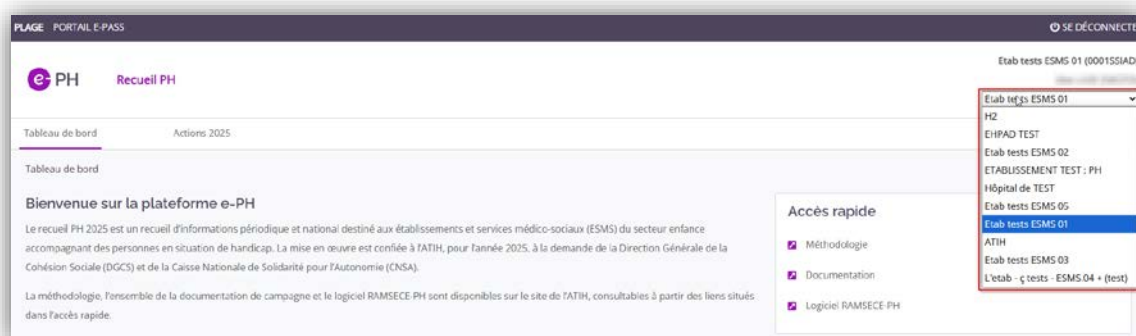 PLAGE PORTAIL E-PASS
SE DÉCONNECTE
Etab tests ESMS 01 (0001SSIAD
e-PH Recueil PH
Etab tests ESMS 01
H2
EHPAD TEST
Etab tests ESMS 02
ETABLISSEMENT TEST : PH
Hôpital de TEST
Etab tests ESMS 05
Etab tests ESMS 01
ATIH
Etab tests ESMS 03
L'etab - ç tests - ESMS 04 + (test)
Tableau de bord Actions 2025
Tableau de bord
Bienvenue sur la plateforme e-PH
Le recueil PH 2025 est un recueil d'informations périodique et national destiné aux établissements et services médico-sociaux (ESMS) du secteur enfance
accompagnant des personnes en situation de handicap. La mise en œuvre est confiée à l'ATIH, pour l'année 2025, à la demande de la Direction Générale de la
Cohésion Sociale (DGCS) et de la Caisse Nationale de Solidarité pour l'Autonomie (CNSA).
La méthodologie, l'ensemble de la documentation de campagne et le logiciel RAMSECE-PH sont disponibles sur le site de l'ATIH, consultables à partir des liens situés
dans l'accès rapide.
Accès rapide
Méthodologie
Documentation
Logiciel RAMSECE-PH